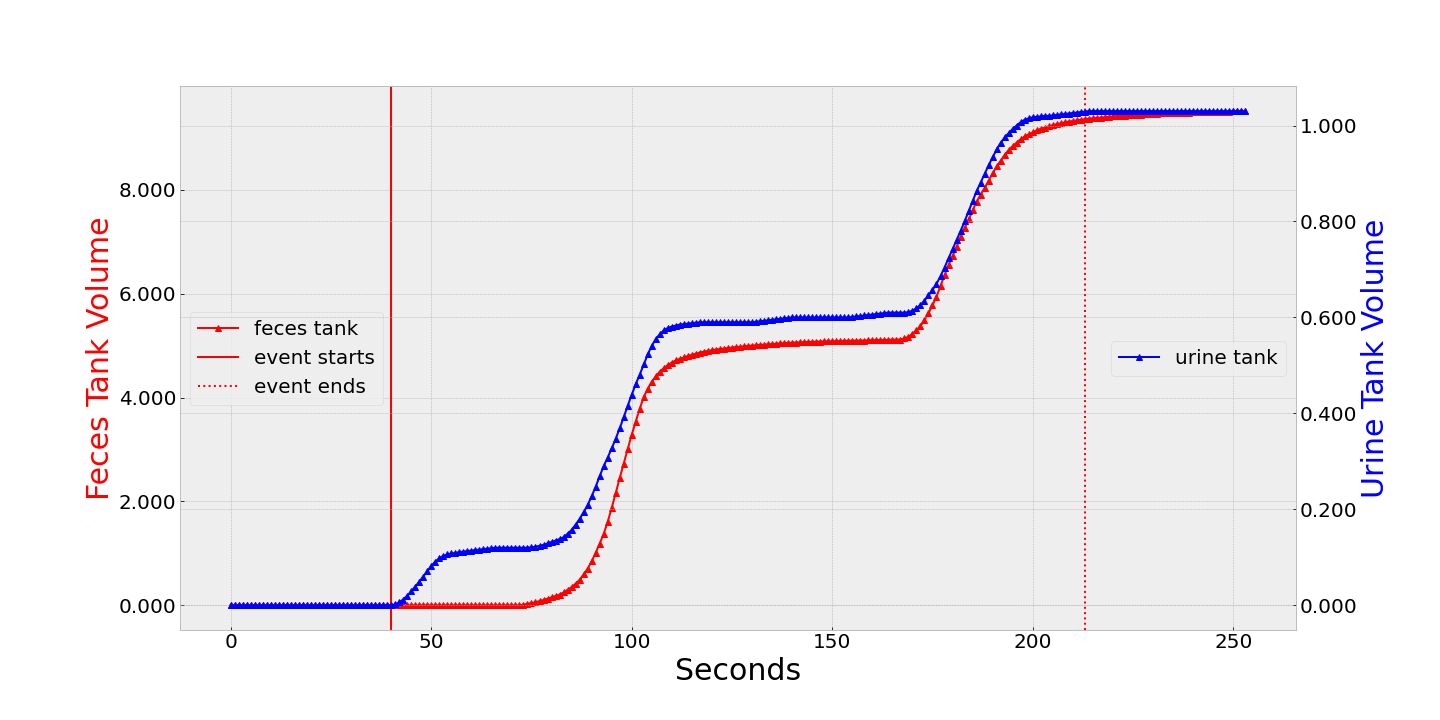 8.000
6.000
4.000
2.000
0.000
Feces Tank Volume
feces tank
event starts
event ends
urine tank
1.000
0.800
0.600
0.400
0.200
0.000
Urine Tank Volume
0 50 100 150 200 250
Seconds